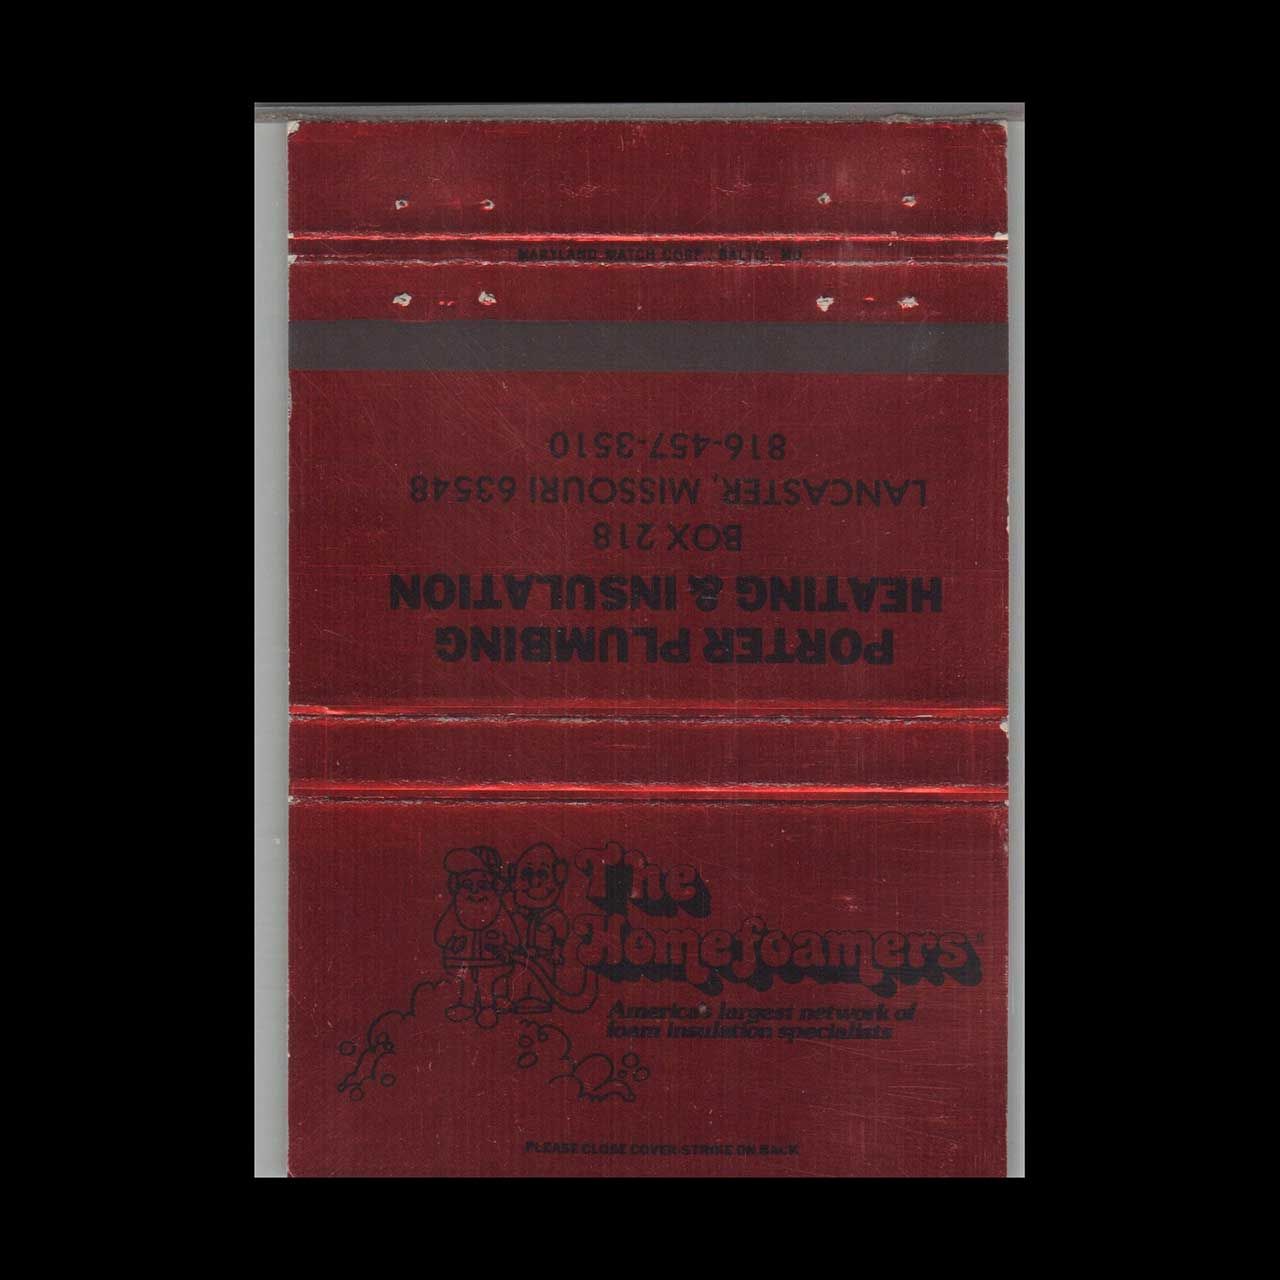 MARYLAND MATCH CORP., BALTO., MD
PORTER PLUMBING
HEATING & INSULATION
BOX 218
LANCASTER, MISSOURI 63548
816-457-3510
The
Homefoamers
America's largest network of
foam insulation specialists
PLEASE CLOSE COVER-STRIKE ON BACK